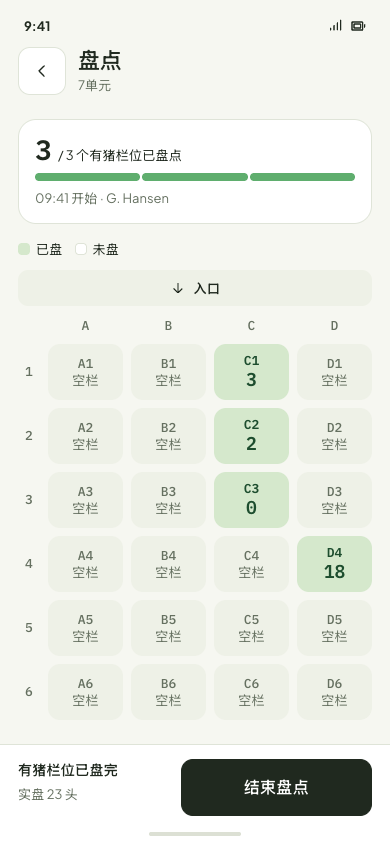 9:41
盘点
7单元
3 / 3 个有猪栏位已盘点
09:41 开始 · G. Hansen
已盘 未盘
↓ 入口
A B C D
1 A1 空栏 B1 空栏 C1 3 D1 空栏
2 A2 空栏 B2 空栏 C2 2 D2 空栏
3 A3 空栏 B3 空栏 C3 0 D3 空栏
4 A4 空栏 B4 空栏 C4 空栏 D4 18
5 A5 空栏 B5 空栏 C5 空栏 D5 空栏
6 A6 空栏 B6 空栏 C6 空栏 D6 空栏
有猪栏位已盘完
实盘 23 头
结束盘点